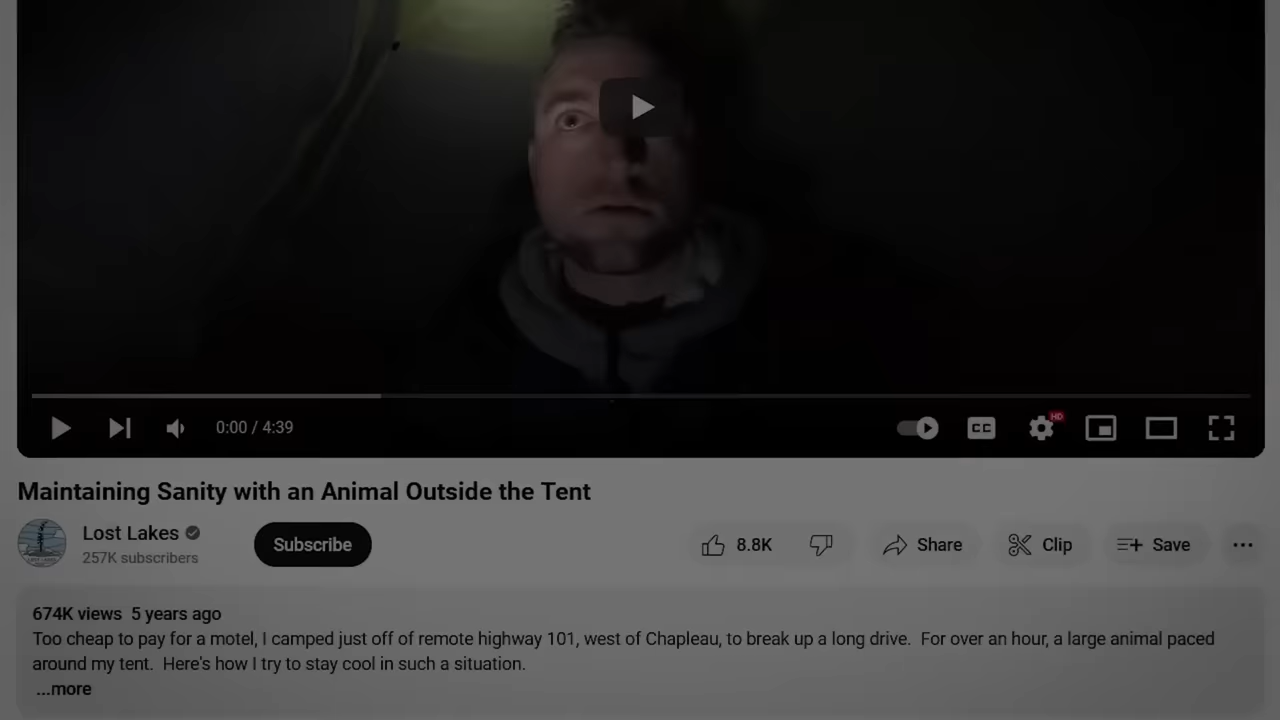 HD
CC
0:00 / 4:39
Maintaining Sanity with an Animal Outside the Tent
Lost Lakes
257K subscribers
Subscribe
8.8K
Share
Clip
Save
674K views 5 years ago
Too cheap to pay for a motel, I camped just off of remote highway 101, west of Chapleau, to break up a long drive. For over an hour, a large animal paced
around my tent. Here's how I try to stay cool in such a situation.
...more